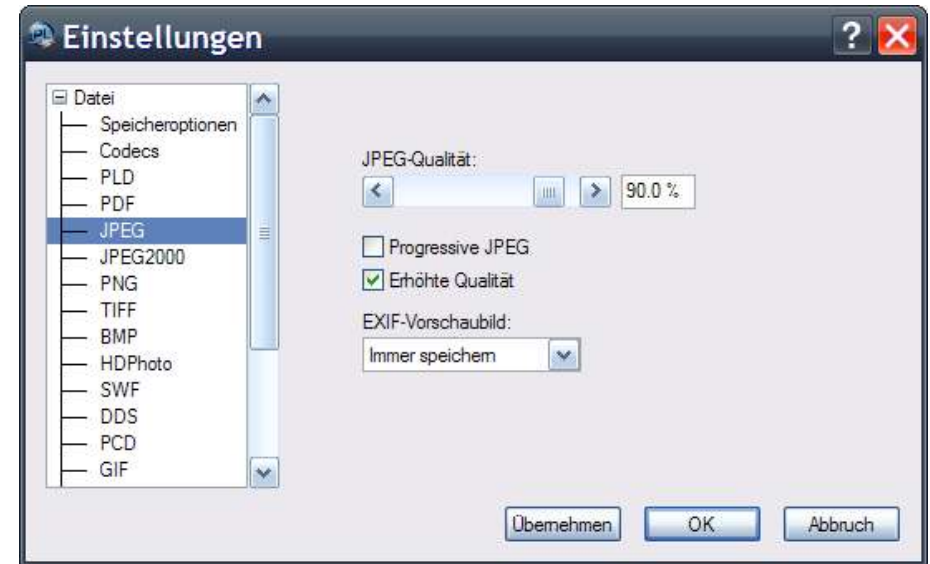 Einstellungen
Datei
Speicheroptionen
Codecs
PLD
PDF
JPEG
JPEG2000
PNG
TIFF
BMP
HDPhoto
SWF
DDS
PCD
GIF
JPEG-Qualität:
90.0 %
Progressive JPEG
Erhöhte Qualität
EXIF-Vorschaubild:
Immer speichern
Übernehmen
OK
Abbruch